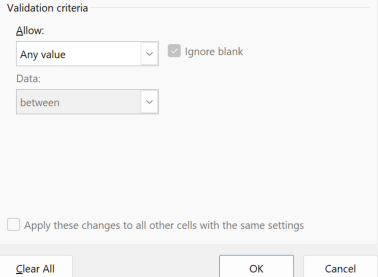 Validation criteria
Allow:
Any value
Ignore blank
Data:
between
Apply these changes to all other cells with the same settings
Clear All
OK
Cancel